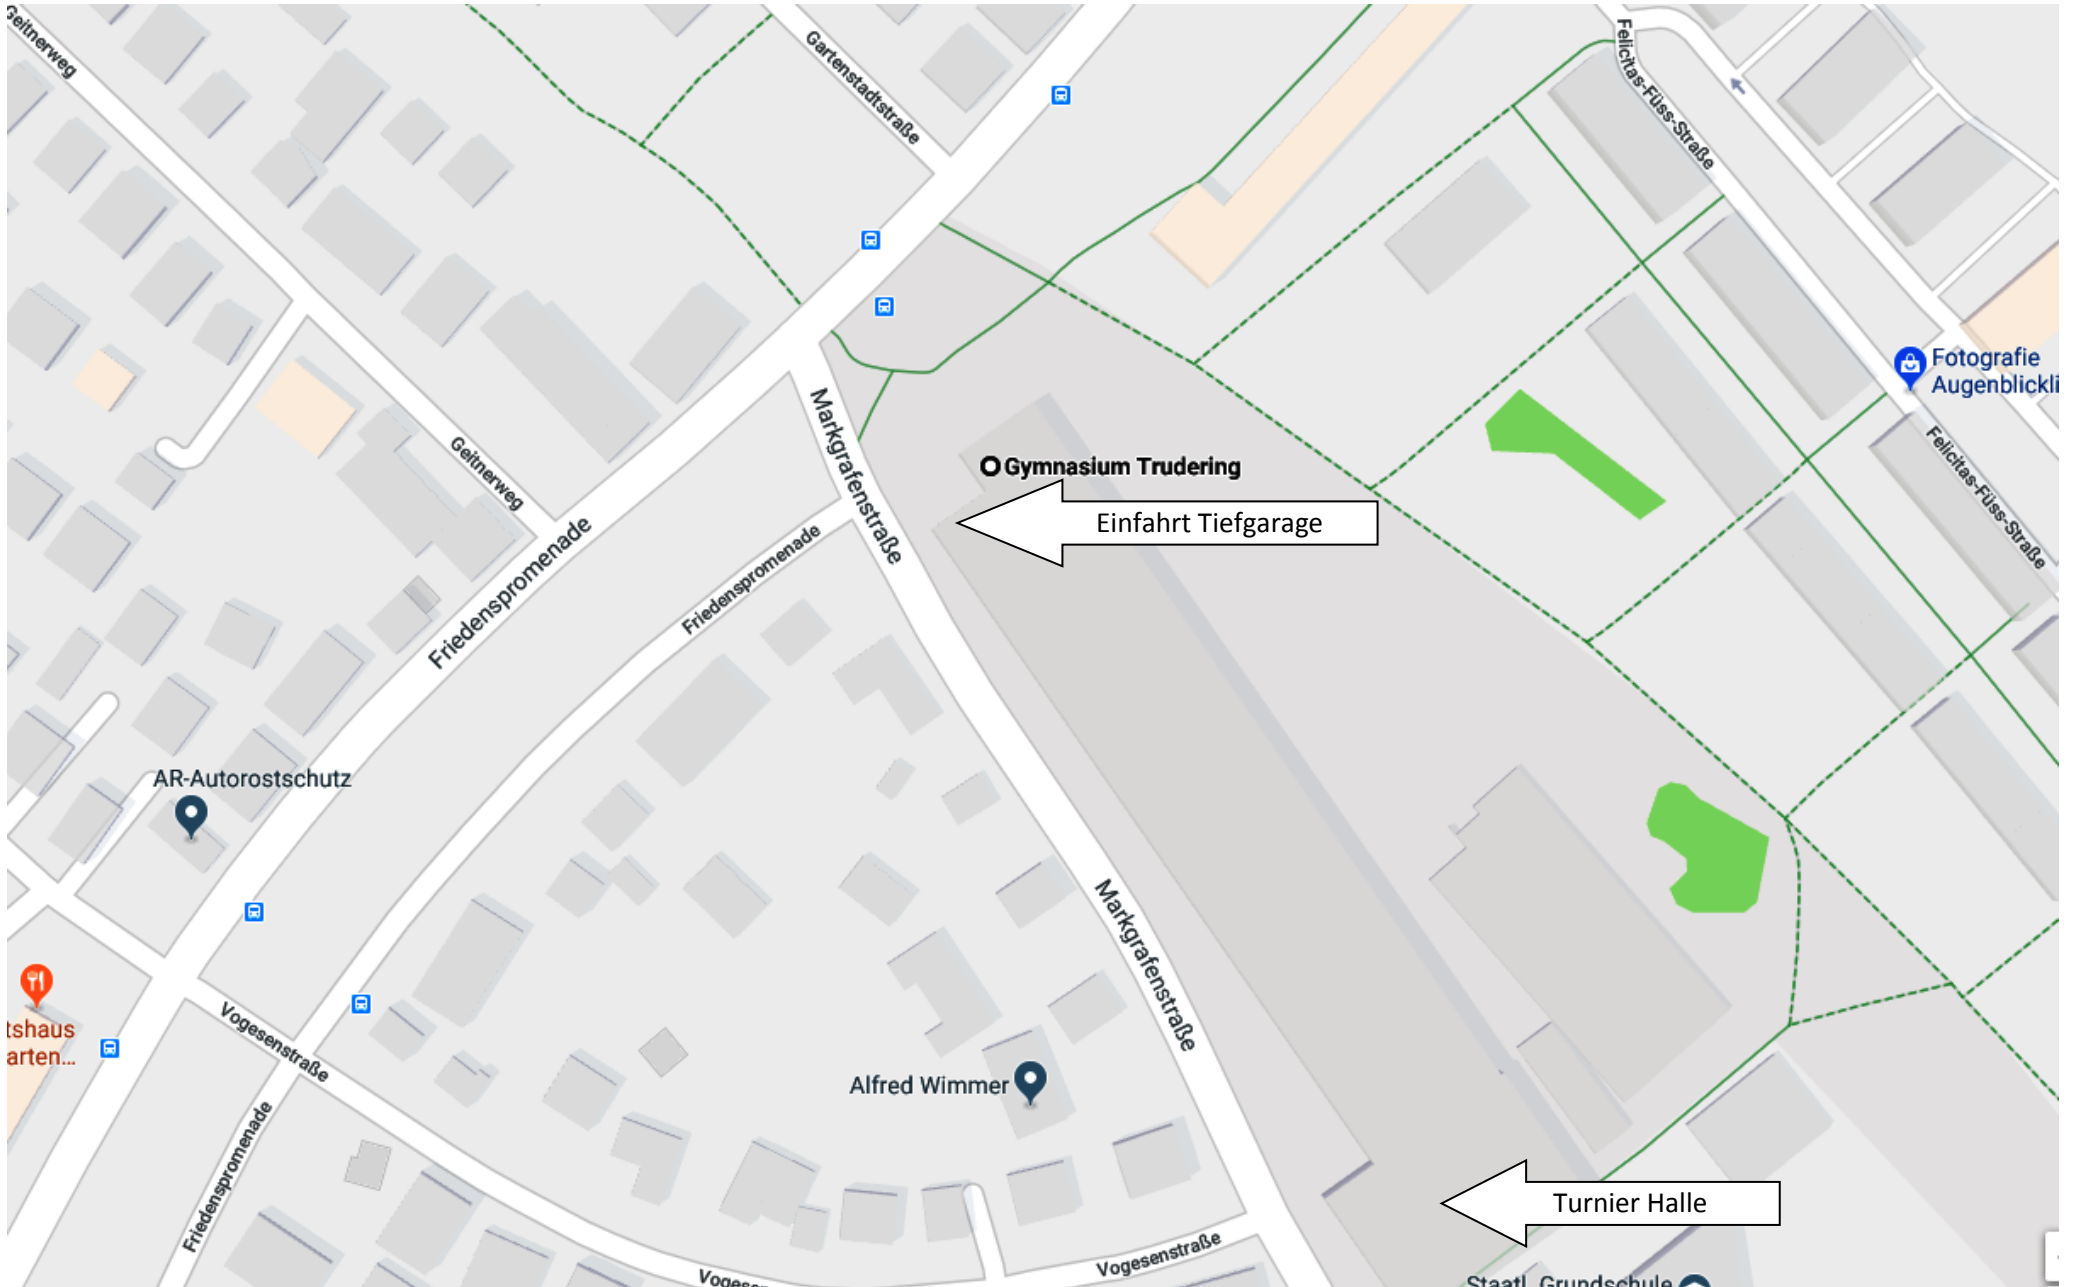 Geitnerweg
Gartenstadtstraße
Felicitas-Füss-Straße
Fotografie
Augenblickli
Markgrafenstraße
Gymnasium Trudering
Einfahrt Tiefgarage
Geitnerweg
Felicitas-Füss-Straße
Friedenspromenade
Friedenspromenade
AR-Autorostschutz
Markgrafenstraße
tshaus
arten...
Vogesenstraße
Alfred Wimmer
Friedenspromenade
Turnier Halle
Vogesenstraße
Voges
Staatl. Grundschule